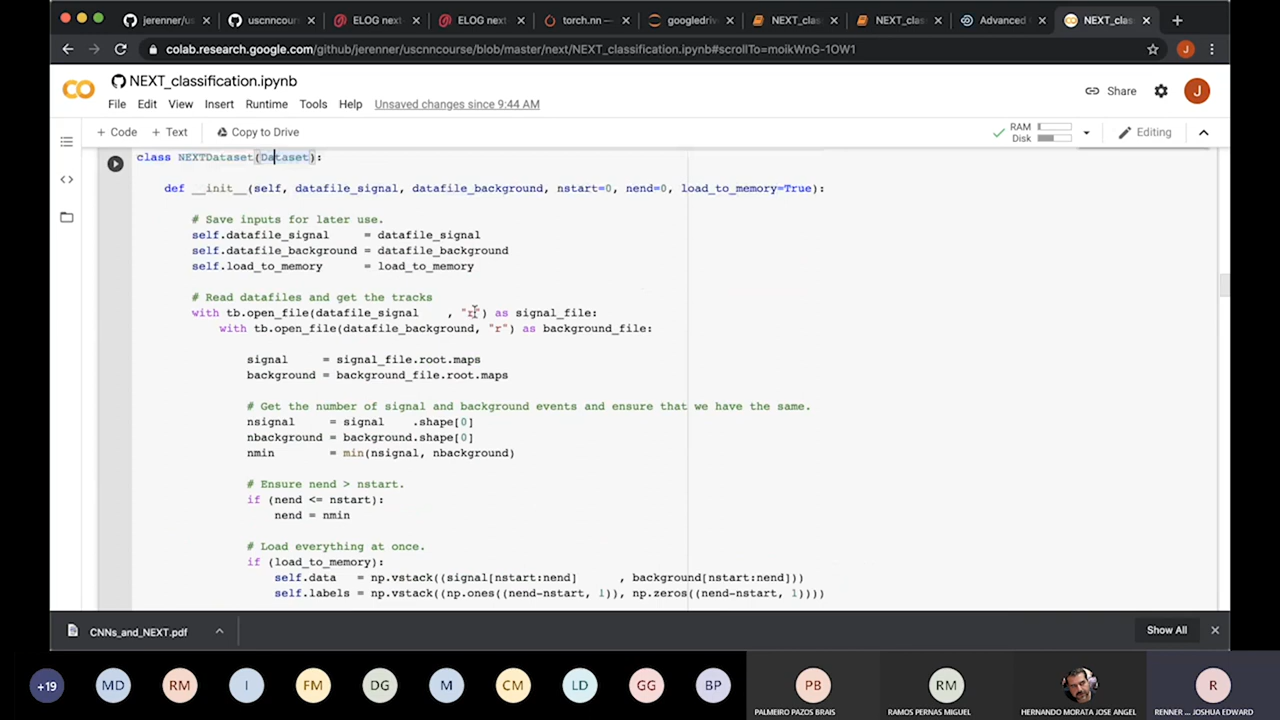 jerenner/us
uscnncours
ELOG next
ELOG next
torch.nn —
googledriv
NEXT_class
NEXT_class
Advanced
NEXT_clas
colab.research.google.com/github/jerenner/uscnncourse/blob/master/next/NEXT_classification.ipynb#scrollTo=moikWnG-1OW1
J
NEXT_classification.ipynb
Share
J
File Edit View Insert Runtime Tools Help Unsaved changes since 9:44 AM
+ Code + Text Copy to Drive
RAM
Disk
Editing
class NEXTDataset(Dataset):
def __init__(self, datafile_signal, datafile_background, nstart=0, nend=0, load_to_memory=True):
# Save inputs for later use.
self.datafile_signal = datafile_signal
self.datafile_background = datafile_background
self.load_to_memory = load_to_memory
# Read datafiles and get the tracks
with tb.open_file(datafile_signal , "r") as signal_file:
with tb.open_file(datafile_background, "r") as background_file:
signal = signal_file.root.maps
background = background_file.root.maps
# Get the number of signal and background events and ensure that we have the same.
nsignal = signal .shape[0]
nbackground = background.shape[0]
nmin = min(nsignal, nbackground)
# Ensure nend > nstart.
if (nend <= nstart):
nend = nmin
# Load everything at once.
if (load_to_memory):
self.data = np.vstack((signal[nstart:nend] , background[nstart:nend]))
self.labels = np.vstack((np.ones((nend-nstart, 1)), np.zeros((nend-nstart, 1))))
CNNs_and_NEXT.pdf
Show All
+19 MD RM I FM DG M CM LD GG BP PB RM R
PALMEIRO PAZOS BRAIS
RAMOS PERNAS MIGUEL
HERNANDO MORATA JOSE ANGEL
RENNER ... JOSHUA EDWARD